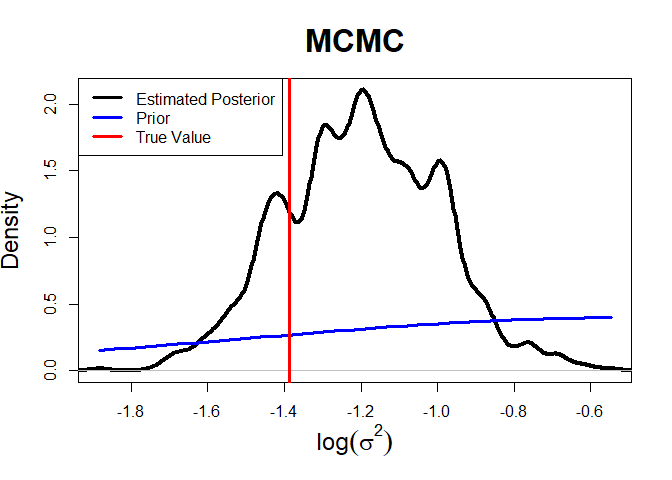 MCMC
Estimated Posterior
Prior
True Value
Density
2.0
1.5
1.0
0.5
0.0
-1.8 -1.6 -1.4 -1.2 -1.0 -0.8 -0.6
log(σ²)